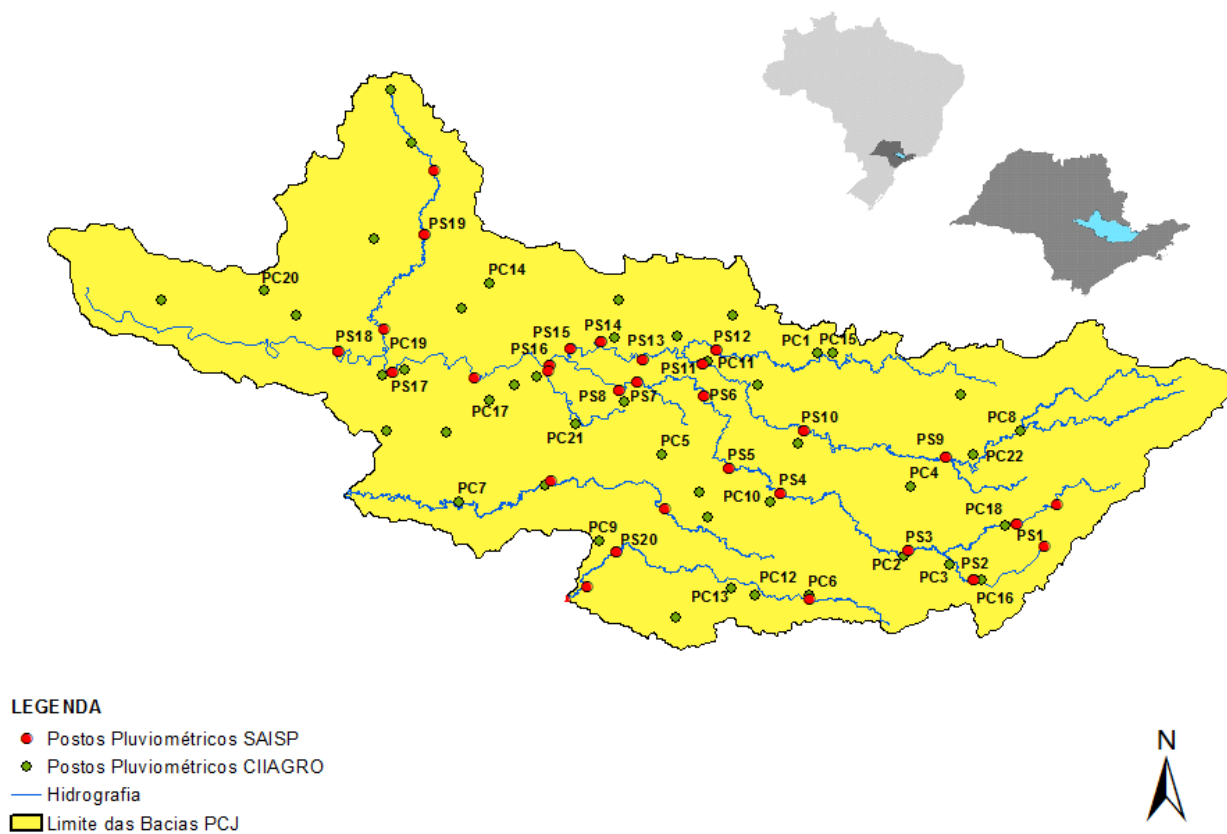 PS19
PC20
PC14
PS18
PC19
PS15
PS14
PS13
PS12
PC1
PC15
PS16
PS11
PC11
PS17
PC17
PS8
PS7
PS6
PC21
PS10
PC8
PC5
PS9
PC22
PS5
PC4
PS4
PC7
PC10
PC18
PS1
PC9
PS20
PS3
PC2
PC3
PS2
PC13
PC12
PC6
PC16
LEGENDA
Postos Pluviométricos SAISP
Postos Pluviométricos CIIAGRO
Hidrografia
Limite das Bacias PCJ
N